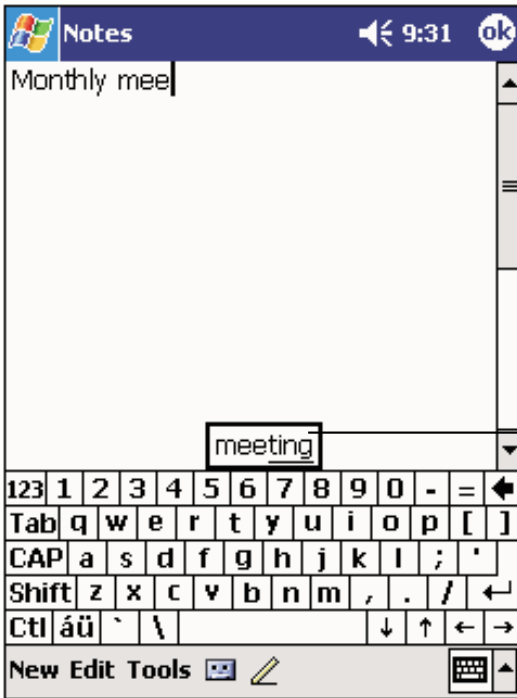 Notes 9:31 ok
Monthly mee
meeting
123 1 2 3 4 5 6 7 8 9 0 - =
Tab q w e r t y u i o p [ ]
CAP a s d f g h j k l ; '
Shift z x c v b n m , . /
Ctl áü ` \ ↓ ↑ ← →
New Edit Tools